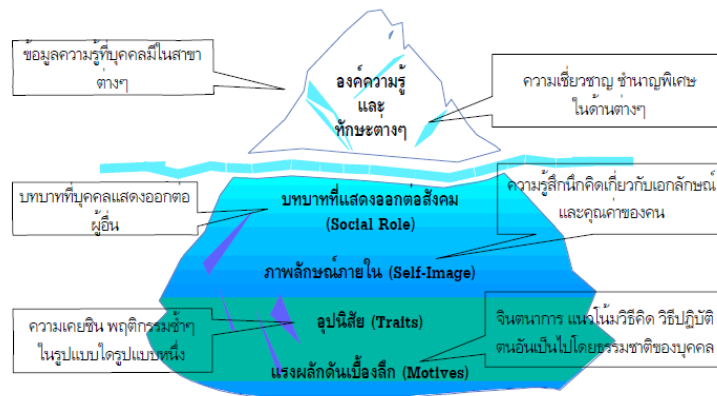 ข้อมูลความรู้ที่บุคคลมีในสาขา
ต่างๆ
องค์ความรู้
และ
ทักษะต่างๆ
ความเชี่ยวชาญ ชำนาญพิเศษ
ในด้านต่างๆ
บทบาทที่บุคคลแสดงออกต่อ
ผู้อื่น
บทบาทที่แสดงออกต่อสังคม
(Social Role)
ความรู้สึกนึกคิดเกี่ยวกับเอกลักษณ์
และคุณค่าของคน
ภาพลักษณ์ภายใน (Self-Image)
ความเคยชิน พฤติกรรมซ้ำๆ
ในรูปแบบใดรูปแบบหนึ่ง
อุปนิสัย (Traits)
จินตนาการ แนวโน้มวิธีคิด วิธีปฏิบัติ
ตนอันเป็นไปโดยธรรมชาติของบุคคล
แรงผลักดันเบื้องลึก (Motives)